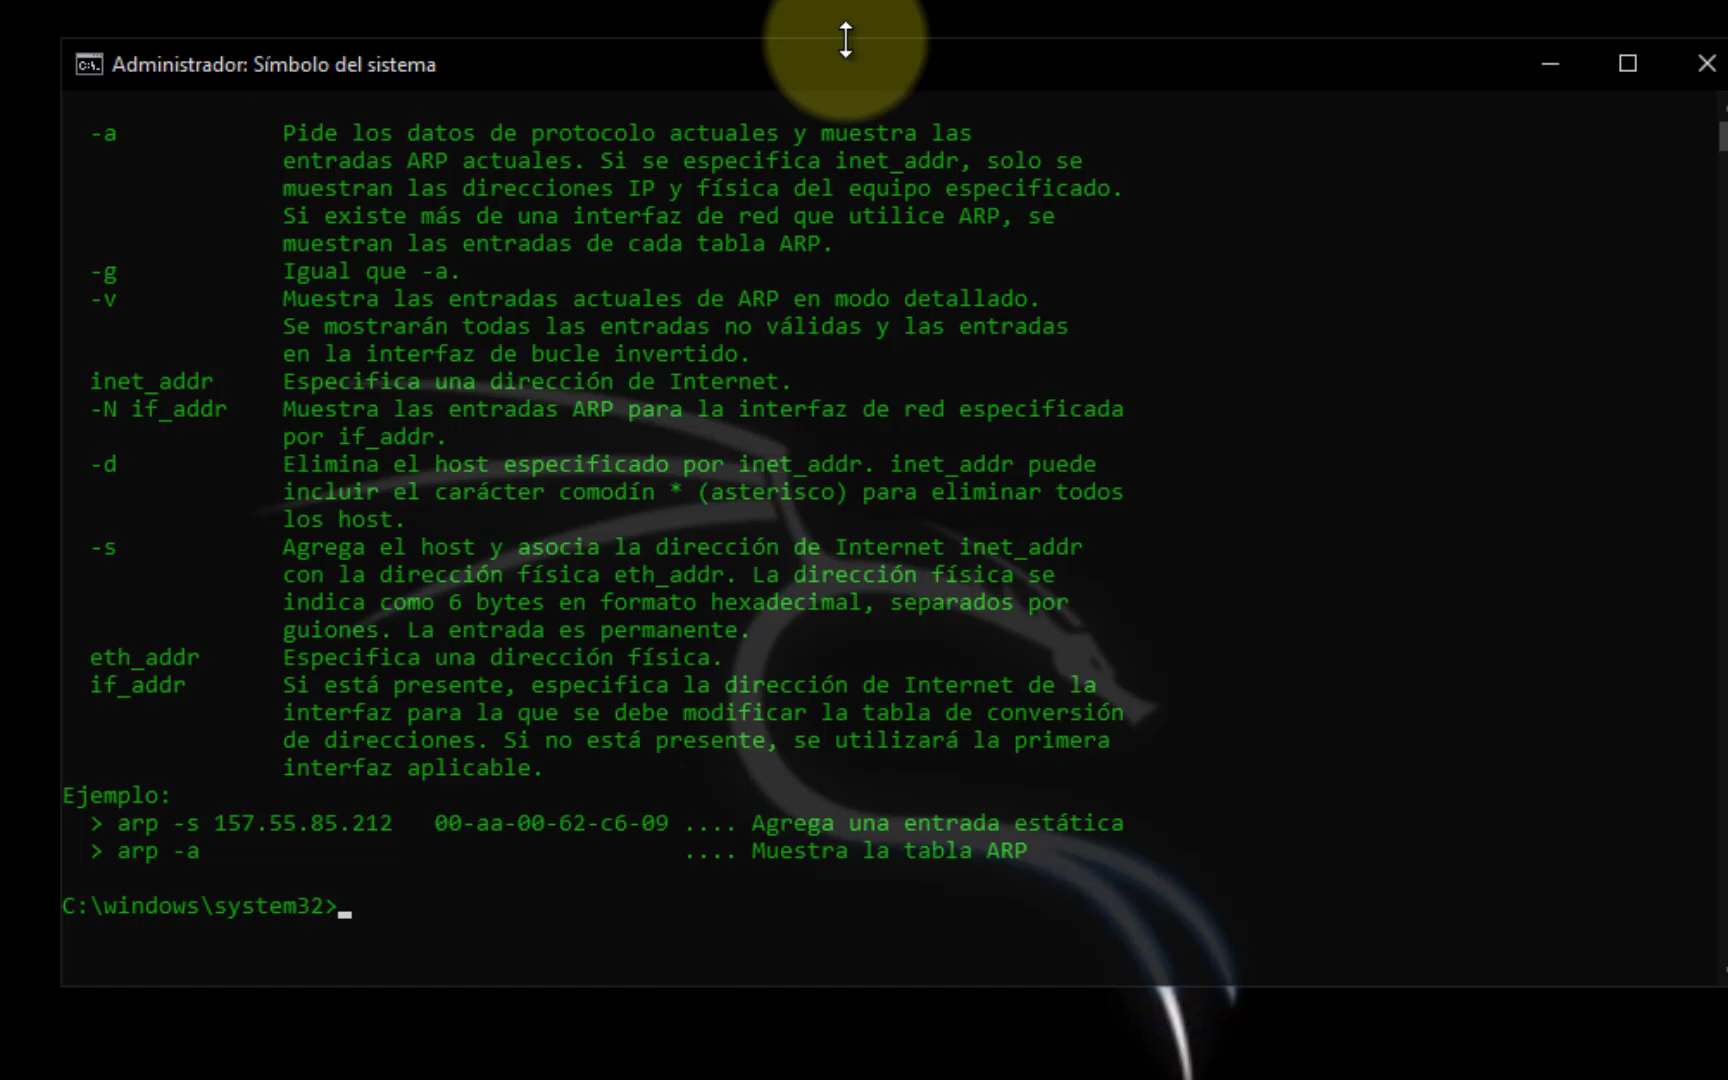 Administrador: Símbolo del sistema
-a Pide los datos de protocolo actuales y muestra las
entradas ARP actuales. Si se especifica inet_addr, solo se
muestran las direcciones IP y física del equipo especificado.
Si existe más de una interfaz de red que utilice ARP, se
muestran las entradas de cada tabla ARP.
-g Igual que -a.
-v Muestra las entradas actuales de ARP en modo detallado.
Se mostrarán todas las entradas no válidas y las entradas
en la interfaz de bucle invertido.
inet_addr Especifica una dirección de Internet.
-N if_addr Muestra las entradas ARP para la interfaz de red especificada
por if_addr.
-d Elimina el host especificado por inet_addr. inet_addr puede
incluir el carácter comodín * (asterisco) para eliminar todos
los host.
-s Agrega el host y asocia la dirección de Internet inet_addr
con la dirección física eth_addr. La dirección física se
indica como 6 bytes en formato hexadecimal, separados por
guiones. La entrada es permanente.
eth_addr Especifica una dirección física.
if_addr Si está presente, especifica la dirección de Internet de la
interfaz para la que se debe modificar la tabla de conversión
de direcciones. Si no está presente, se utilizará la primera
interfaz aplicable.
Ejemplo:
> arp -s 157.55.85.212 00-aa-00-62-c6-09 .... Agrega una entrada estática
> arp -a .... Muestra la tabla ARP
C:\windows\system32>